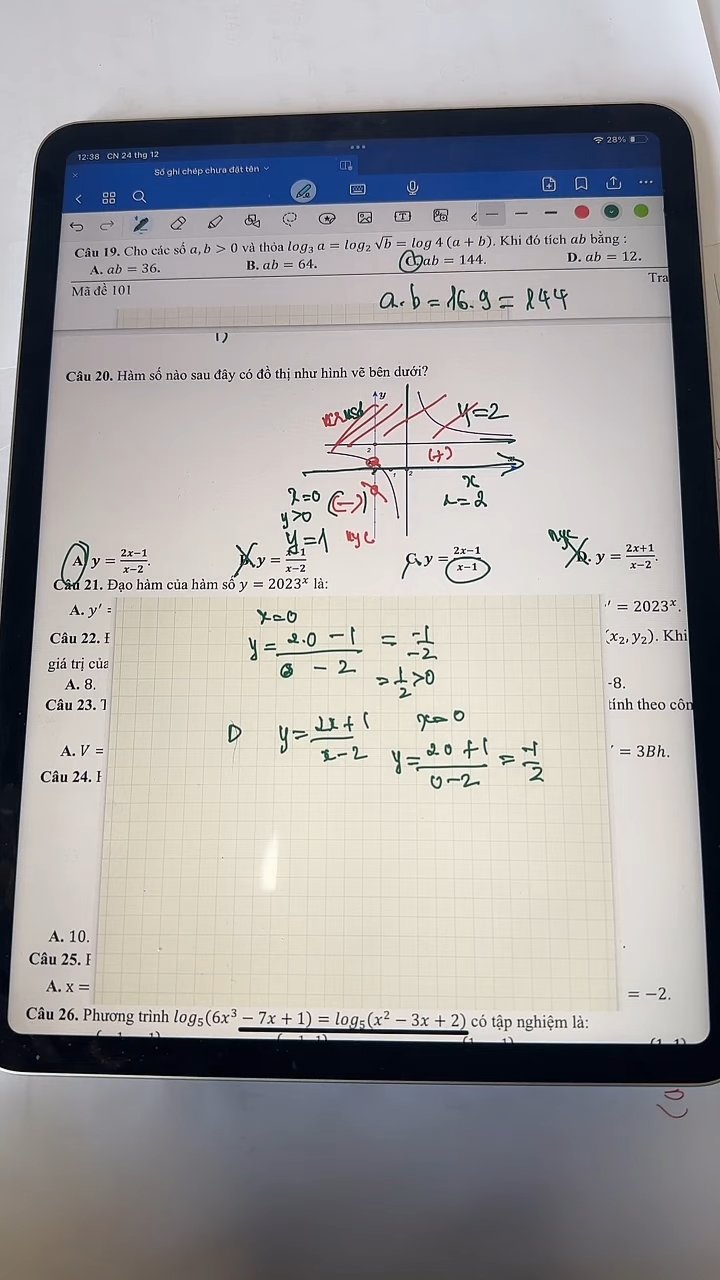 12:38 CN 24 thg 12
28%
Sổ ghi chép chưa đặt tên
Câu 19. Cho các số a, b > 0 và thỏa log₃ a = log₂ √b = log 4 (a + b). Khi đó tích ab bằng :
A. ab = 36. B. ab = 64. C. ab = 144. D. ab = 12.
Mã đề 101 Tra
a.b = 16.9 = 144
Câu 20. Hàm số nào sau đây có đồ thị như hình vẽ bên dưới?
y
y=2
2
(+)
x
x=0 (-) x=2
y>0
y=1
A. y = (2x−1)/(x−2). y = x−2 C. y = (2x−1)/(x−1) D. y = (2x+1)/(x−2).
Câu 21. Đạo hàm của hàm số y = 2023ˣ là:
A. y′ = ′ = 2023ˣ.
x=0
y = (2.0 − 1)/(0 − 2) = −1/−2
= 1/2 > 0
Câu 22. (x₂, y₂). Khi
giá trị của
A. 8. -8.
Câu 23. T tính theo côn
D y = (2x+1)/(x−2) x=0
y = (2.0+1)/(0−2) = −1/2
A. V = ′ = 3Bh.
Câu 24.
A. 10.
Câu 25.
A. x = = −2.
Câu 26. Phương trình log₅(6x³ − 7x + 1) = log₅(x² − 3x + 2) có tập nghiệm là: